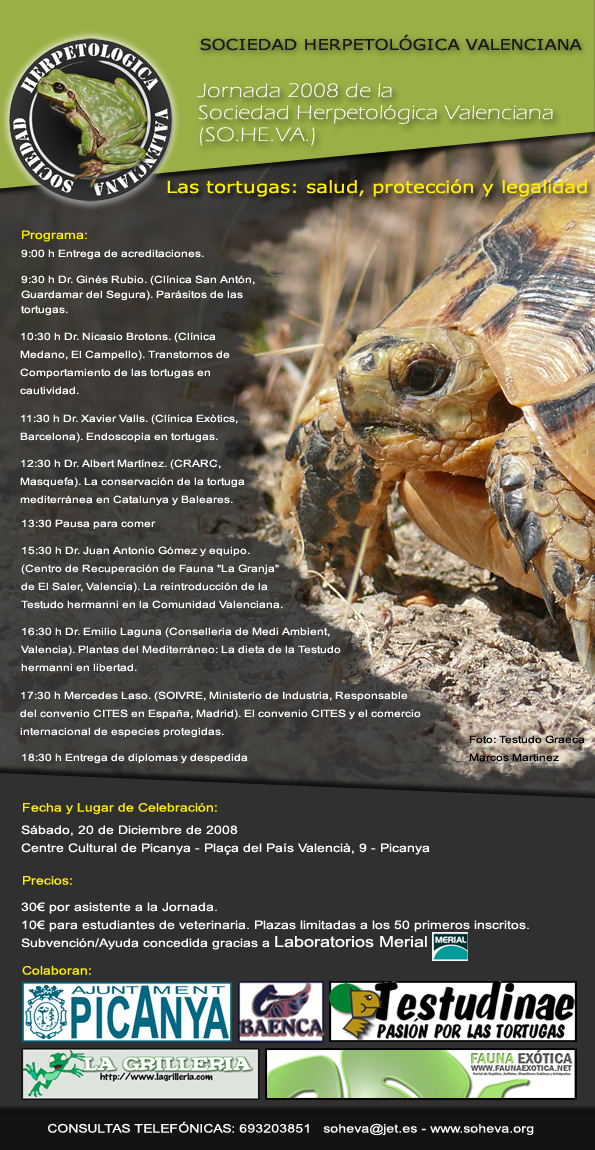 SOCIEDAD HERPETOLÓGICA VALENCIANA
SOCIEDAD HERPETOLOGICA VALENCIANA
Jornada 2008 de la
Sociedad Herpetológica Valenciana
(SO.HE.VA.)
Las tortugas: salud, protección y legalidad
Programa:
9:00 h Entrega de acreditaciones.
9:30 h Dr. Ginés Rubio. (Clínica San Antón,
Guardamar del Segura). Parásitos de las
tortugas.
10:30 h Dr. Nicasio Brotons. (Clínica
Medano, El Campello). Transtornos de
Comportamiento de las tortugas en
cautividad.
11:30 h Dr. Xavier Valls. (Clínica Exòtics,
Barcelona). Endoscopia en tortugas.
12:30 h Dr. Albert Martínez. (CRARC,
Masquefa). La conservación de la tortuga
mediterránea en Catalunya y Baleares.
13:30 Pausa para comer
15:30 h Dr. Juan Antonio Gómez y equipo.
(Centro de Recuperación de Fauna "La Granja"
de El Saler, Valencia). La reintroducción de la
Testudo hermanni en la Comunidad Valenciana.
16:30 h Dr. Emilio Laguna (Conselleria de Medi Ambient,
Valencia). Plantas del Mediterráneo: La dieta de la Testudo
hermanni en libertad.
17:30 h Mercedes Laso. (SOIVRE, Ministerio de Industria, Responsable
del convenio CITES en España, Madrid). El convenio CITES y el comercio
internacional de especies protegidas.
18:30 h Entrega de diplomas y despedida
Foto: Testudo Graeca
Marcos Martinez
Fecha y Lugar de Celebración:
Sábado, 20 de Diciembre de 2008
Centre Cultural de Picanya - Plaça del País Valencià, 9 - Picanya
Precios:
30€ por asistente a la Jornada.
10€ para estudiantes de veterinaria. Plazas limitadas a los 50 primeros inscritos.
Subvención/Ayuda concedida gracias a Laboratorios Merial MERIAL
Colaboran:
AJUNTAMENT
PICANYA
BAENCA
Testudinae
PASIÓN POR LAS TORTUGAS
LA GRILLERIA
http://www.lagrilleria.com
FAUNA EXÓTICA
WWW.FAUNAEXOTICA.NET
CONSULTAS TELEFÓNICAS: 693203851 soheva@jet.es - www.soheva.org